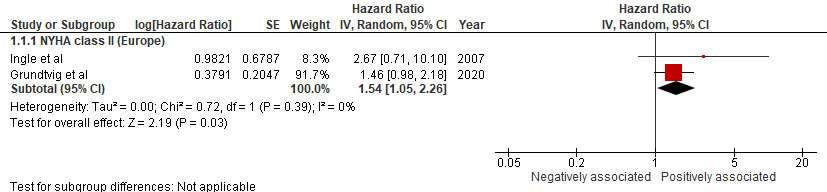 Hazard Ratio Hazard Ratio
Study or Subgroup log[Hazard Ratio] SE Weight IV, Random, 95% CI Year IV, Random, 95% CI
1.1.1 NYHA class II (Europe)
Ingle et al 0.9821 0.6787 8.3% 2.67 [0.71, 10.10] 2007
Grundtvig et al 0.3791 0.2047 91.7% 1.46 [0.98, 2.18] 2020
Subtotal (95% CI) 100.0% 1.54 [1.05, 2.26]
Heterogeneity: Tau² = 0.00; Chi² = 0.72, df = 1 (P = 0.39); I² = 0%
Test for overall effect: Z = 2.19 (P = 0.03)
0.05 0.2 1 5 20
Negatively associated Positively associated
Test for subgroup differences: Not applicable